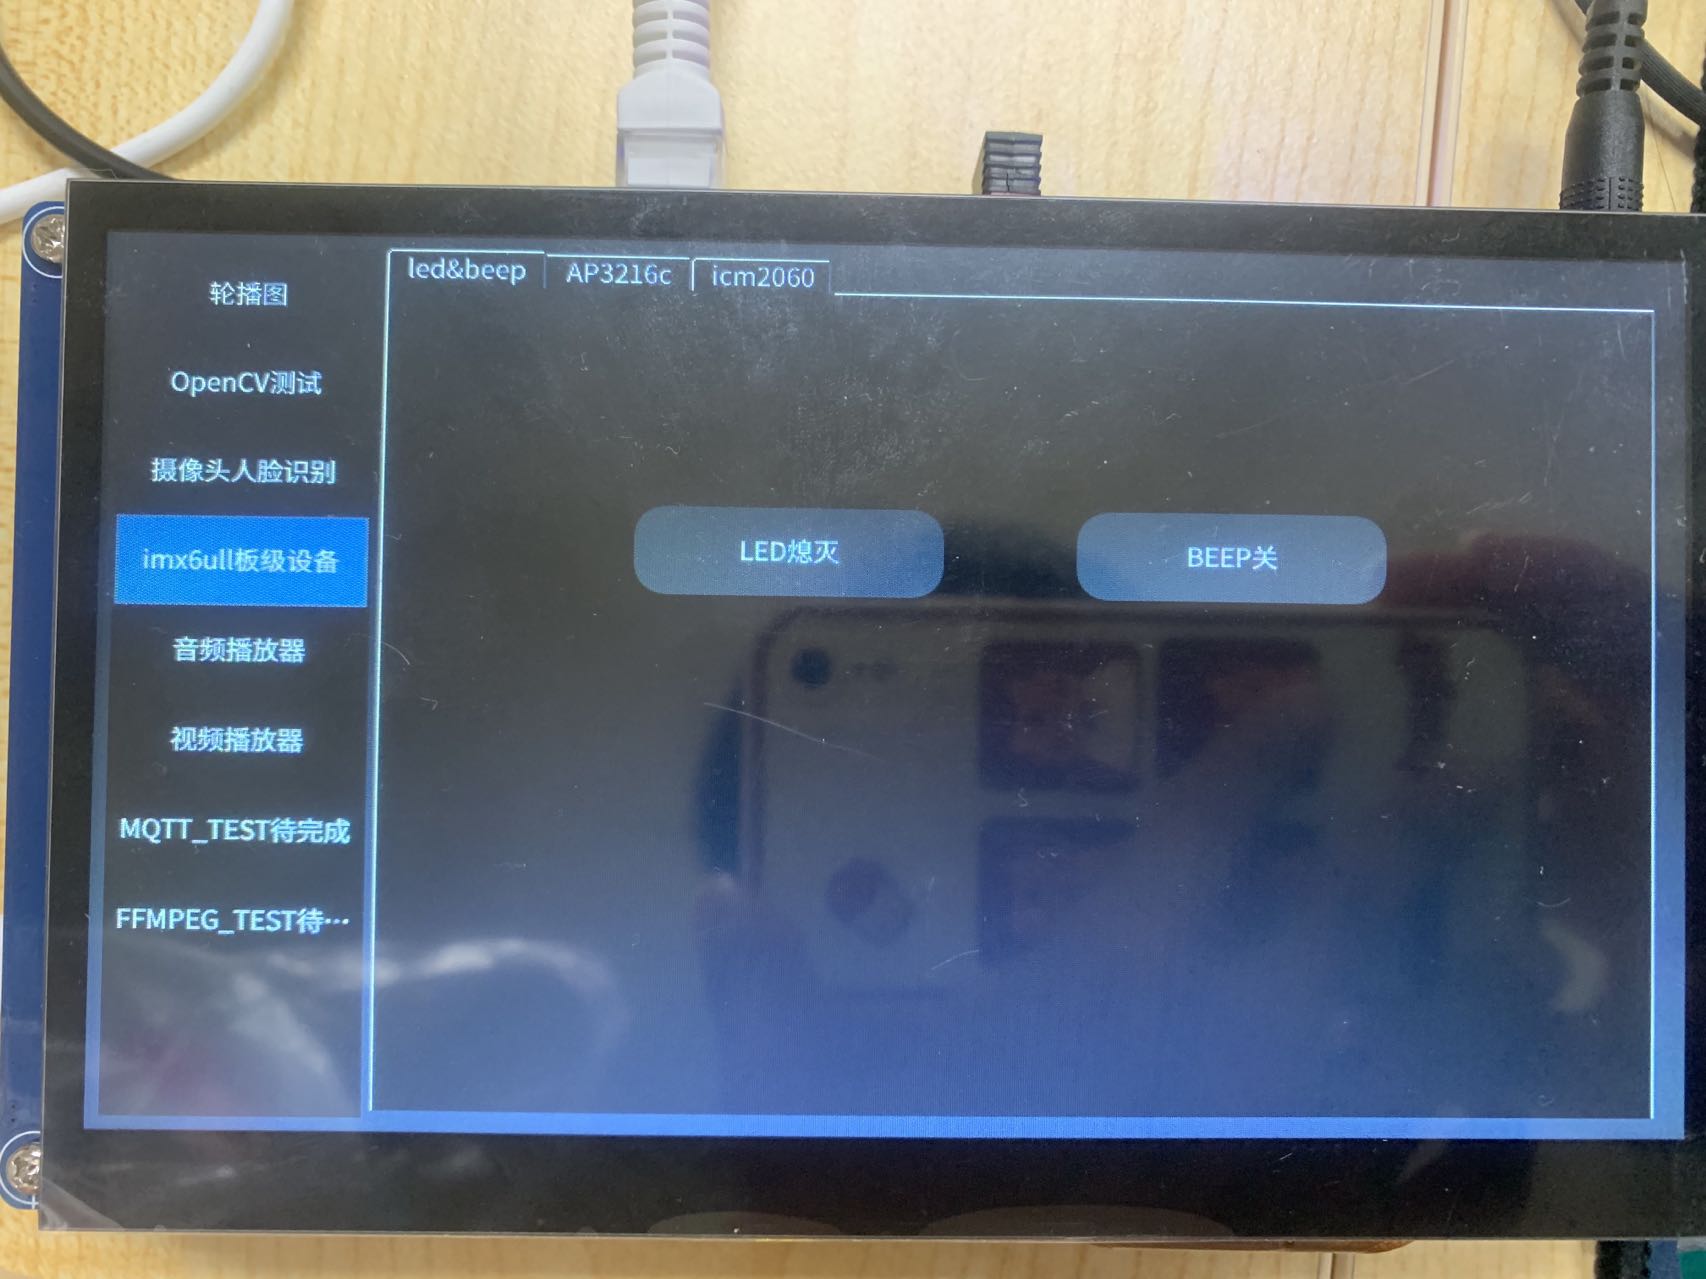 轮播图
OpenCV测试
摄像头人脸识别
imx6ull板级设备
音频播放器
视频播放器
MQTT_TEST待完成
FFMPEG_TEST待…
led&beep
AP3216c
icm2060
LED熄灭
BEEP关